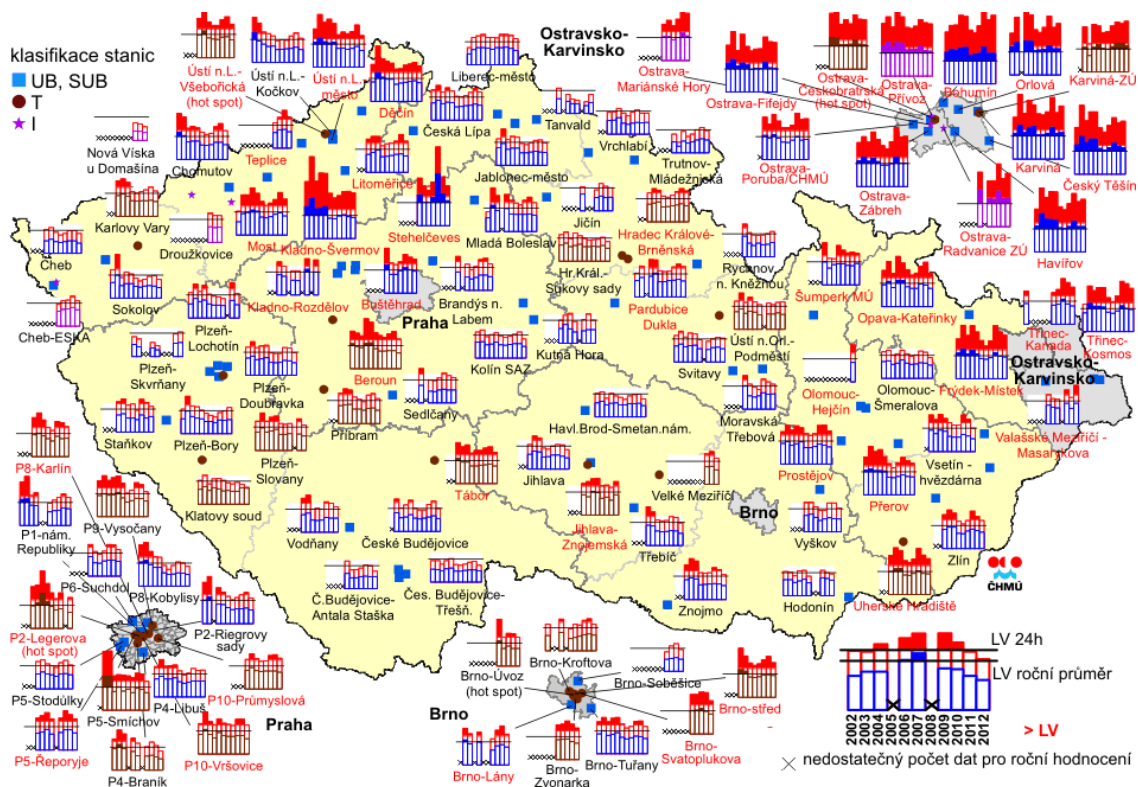 klasifikace stanic
UB, SUB
T
I
Ústí n.L.-
Všebořická
(hot spot)
Ústí n.L.-
Kočkov
Ústí n.L.-
město
Děčín
Liberec-město
Ostravsko-
Karvinsko
Ostrava-
Mariánské Hory
Ostrava-Fifejdy
Ostrava-
Českobratrská
(hot spot)
Ostrava-
Přívoz
Bohumín
Orlová
Karviná-ZÚ
Nová Víska
u Domašína
Chomutov
Teplice
Litoměřice
Česká Lípa
Jablonec-město
Tanvald
Vrchlabí
Trutnov-
Mládežnická
Ostrava-
Poruba/CHMÚ
Ostrava-
Zábřeh
Karviná
Český Těšín
Karlovy Vary
Droužkovice
Most
Kladno-Švermov
Stehelčeves
Mladá Boleslav
Jičín
Hradec Králové-
Brněnská
Ostrava-
Radvanice ZÚ
Havířov
Cheb
Sokolov
Kladno-Rozdělov
Buštěhrad
Brandýs n.
Labem
Hr.Král.-
Sukovy sady
Rychnov
n. Kněžnou
Šumperk MÚ
Opava-Kateřinky
Třinec-
Kanada
Třinec-
Kosmos
Cheb-ESKA
Plzeň-
Lochotín
Praha
Pardubice
Dukla
Plzeň-
Skvrňany
Plzeň-
Doubravka
Beroun
Kolín SAZ
Kutná Hora
Svitavy
Ústí n.Orl.-
Podměstí
Olomouc-
Hejčín
Olomouc-
Šmeralova
Frýdek-Místek
Ostravsko-
Karvinsko
Staňkov
Plzeň-Bory
Plzeň-
Slovany
Příbram
Sedlčany
Havl.Brod-Smetan.nám.
Moravská
Třebová
Valašské Meziříčí -
Masarykova
P8-Karlín
Klatovy soud
Tábor
Jihlava
Velké Meziříčí
Prostějov
Přerov
Vsetín -
hvězdárna
P1-nám.
Republiky
P9-Vysočany
Vodňany
České Budějovice
Jihlava-
Znojemská
Třebíč
Brno
Vyškov
Zlín
P6-Suchdol
P8-Kobylisy
Č.Budějovice-
Antala Staška
Čes. Budějovice-
Třešň.
Znojmo
Hodonín
Uherské Hradiště
ČHMÚ
P2-Legerova
(hot spot)
P2-Riegrovy
sady
P5-Stodůlky
P5-Smíchov
P4-Libuš
P10-Průmyslová
Praha
P5-Řeporyje
P4-Braník
P10-Vršovice
Brno-Úvoz
(hot spot)
Brno-Kroftova
Brno-Soběšice
Brno-střed
Brno
Brno-Lány
Brno-
Zvonarka
Brno-Tuřany
Brno-
Svatoplukova
LV 24h
LV roční průměr
2002
2003
2004
2005
2006
2007
2008
2009
2010
2011
2012
> LV
nedostatečný počet dat pro roční hodnocení